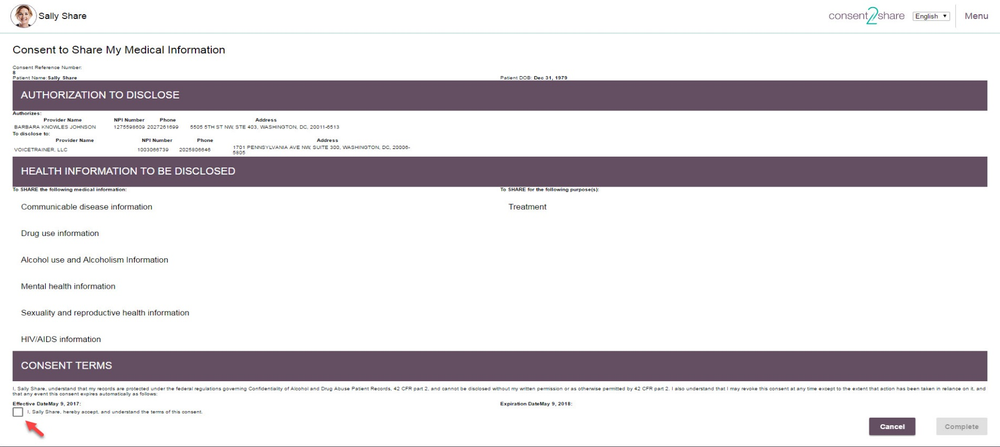 Sally Share
consent2share
English
Menu
Consent to Share My Medical Information
Consent Reference Number:
8
Patient Name: Sally Share
Patient DOB: Dec 31, 1979
AUTHORIZATION TO DISCLOSE
Authorizes:
Provider Name NPI Number Phone Address
BARBARA KNOWLES JOHNSON 1275598609 2027261699 5505 5TH ST NW, STE 403, WASHINGTON, DC, 20011-6513
To disclose to:
Provider Name NPI Number Phone Address
VOICETRAINER, LLC 1003066739 2025806646 1701 PENNSYLVANIA AVE NW, SUITE 300, WASHINGTON, DC, 20006-
5805
HEALTH INFORMATION TO BE DISCLOSED
To SHARE the following medical information:
To SHARE for the following purpose(s):
Communicable disease information
Treatment
Drug use information
Alcohol use and Alcoholism Information
Mental health information
Sexuality and reproductive health information
HIV/AIDS information
CONSENT TERMS
I, Sally Share, understand that my records are protected under the federal regulations governing Confidentiality of Alcohol and Drug Abuse Patient Records, 42 CFR part 2, and cannot be disclosed without my written permission or as otherwise permitted by 42 CFR part 2. I also understand that I may revoke this consent at any time except to the extent that action has been taken in reliance on it, and
that any event this consent expires automatically as follows:
Effective DateMay 9, 2017:
Expiration DateMay 9, 2018:
I, Sally Share, hereby accept, and understand the terms of this consent.
Cancel
Complete